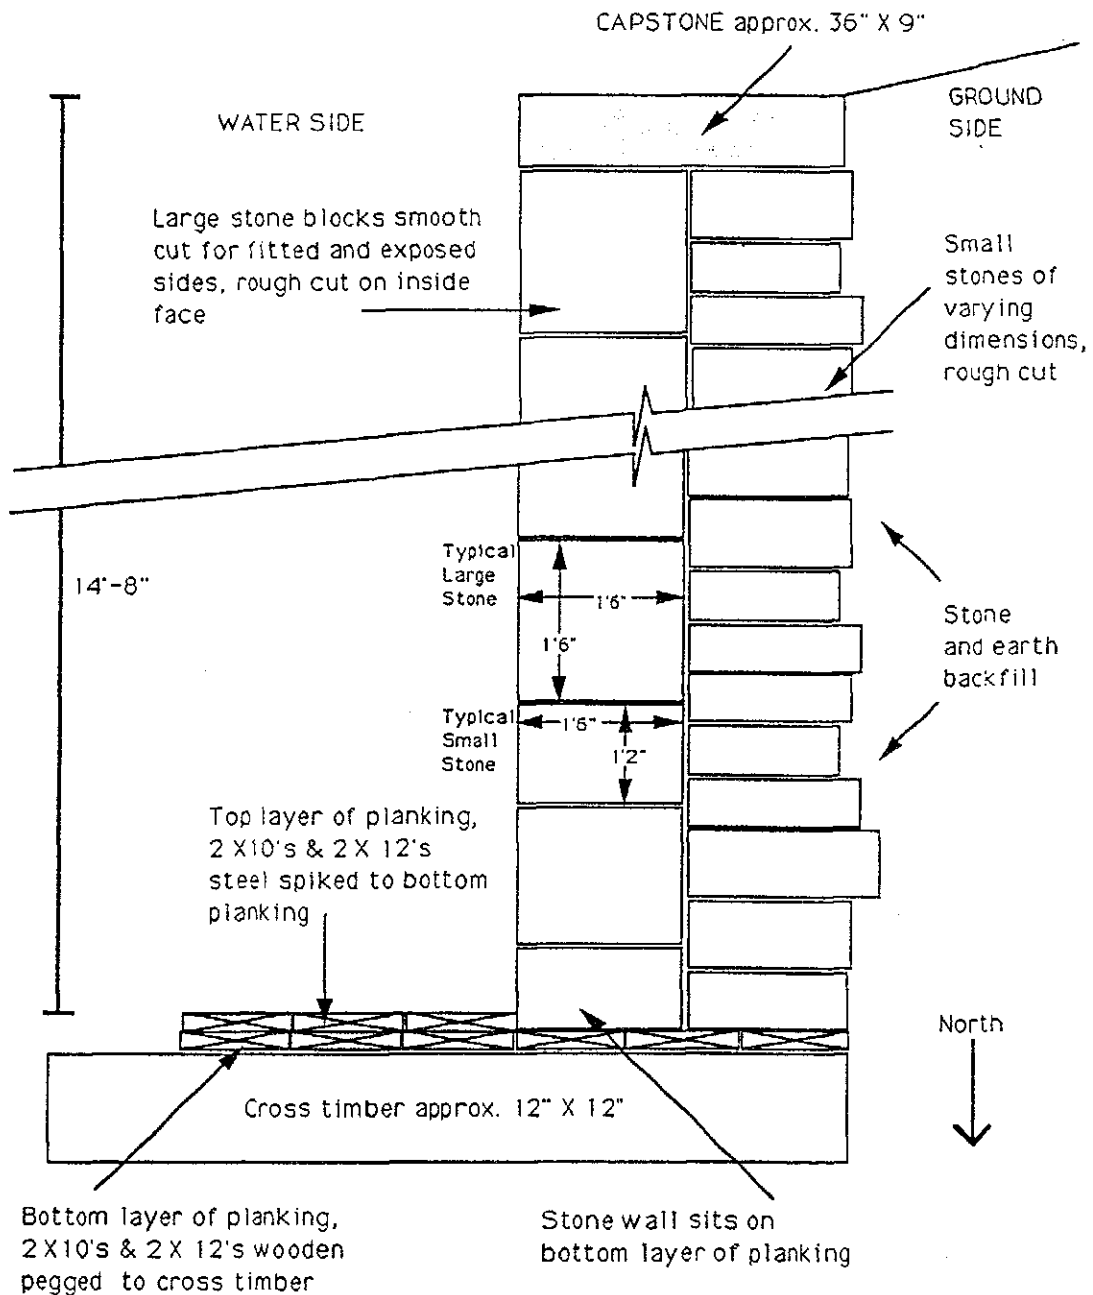 CAPSTONE approx. 36" X 9"
WATER SIDE
GROUND
SIDE
Large stone blocks smooth
cut for fitted and exposed
sides, rough cut on inside
face
Small
stones of
varying
dimensions,
rough cut
14'-8"
Typical
Large
Stone
1'6"
1'6"
Stone
and earth
backfill
Typical
Small
Stone
1'6"
1'2"
Top layer of planking,
2 X10's & 2 X 12's
steel spiked to bottom
planking
North
Cross timber approx. 12" X 12"
Bottom layer of planking,
2 X10's & 2 X 12's wooden
pegged to cross timber
Stone wall sits on
bottom layer of planking